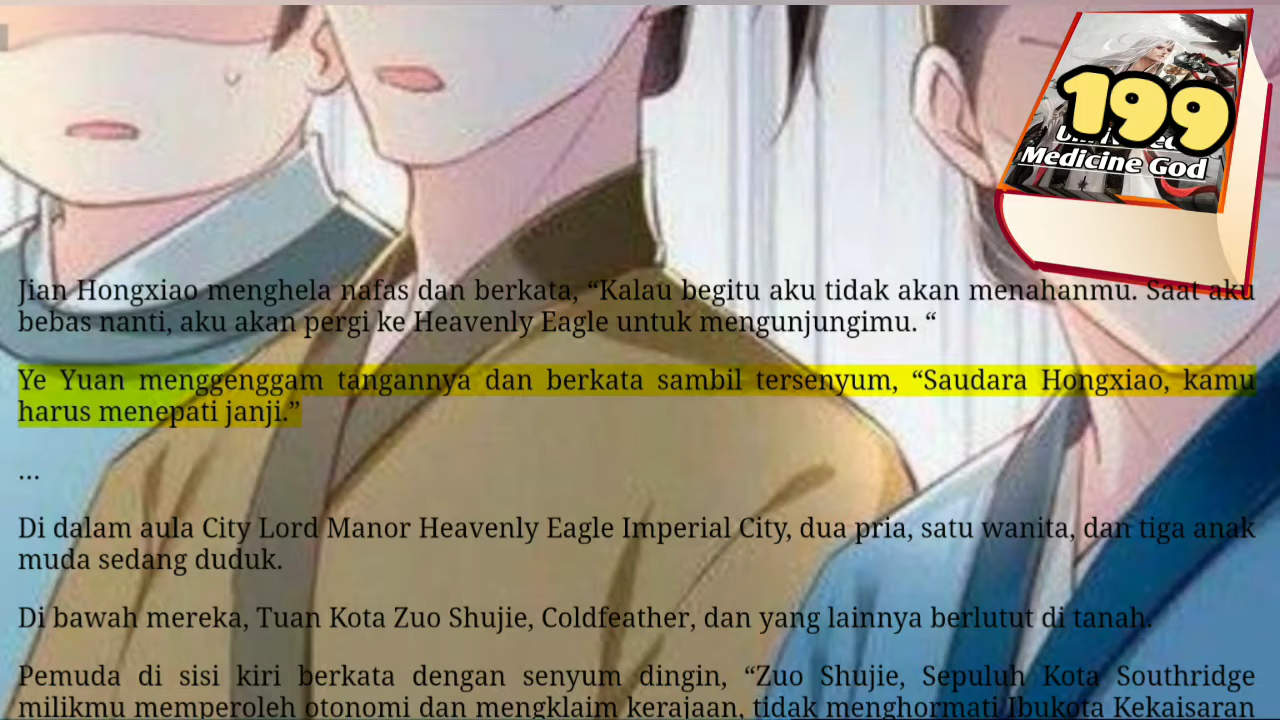 199
Medicine God
Jian Hongxiao menghela nafas dan berkata, “Kalau begitu aku tidak akan menahanmu. Saat aku
bebas nanti, aku akan pergi ke Heavenly Eagle untuk mengunjungimu. “
Ye Yuan menggenggam tangannya dan berkata sambil tersenyum, “Saudara Hongxiao, kamu
harus menepati janji.”
...
Di dalam aula City Lord Manor Heavenly Eagle Imperial City, dua pria, satu wanita, dan tiga anak
muda sedang duduk.
Di bawah mereka, Tuan Kota Zuo Shujie, Coldfeather, dan yang lainnya berlutut di tanah.
Pemuda di sisi kiri berkata dengan senyum dingin, “Zuo Shujie, Sepuluh Kota Southridge
milikmu memperoleh otonomi dan mengklaim kerajaan, tidak menghormati Ibukota Kekaisaran